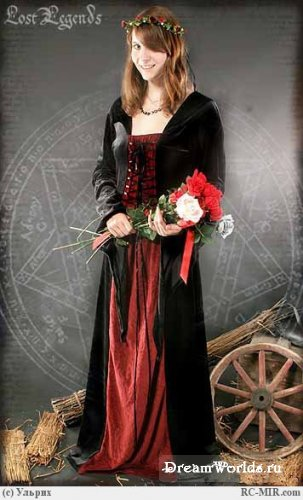 Lost Legends
DreamWorlds.ru
(c) Ульрих
RC-MIR.com